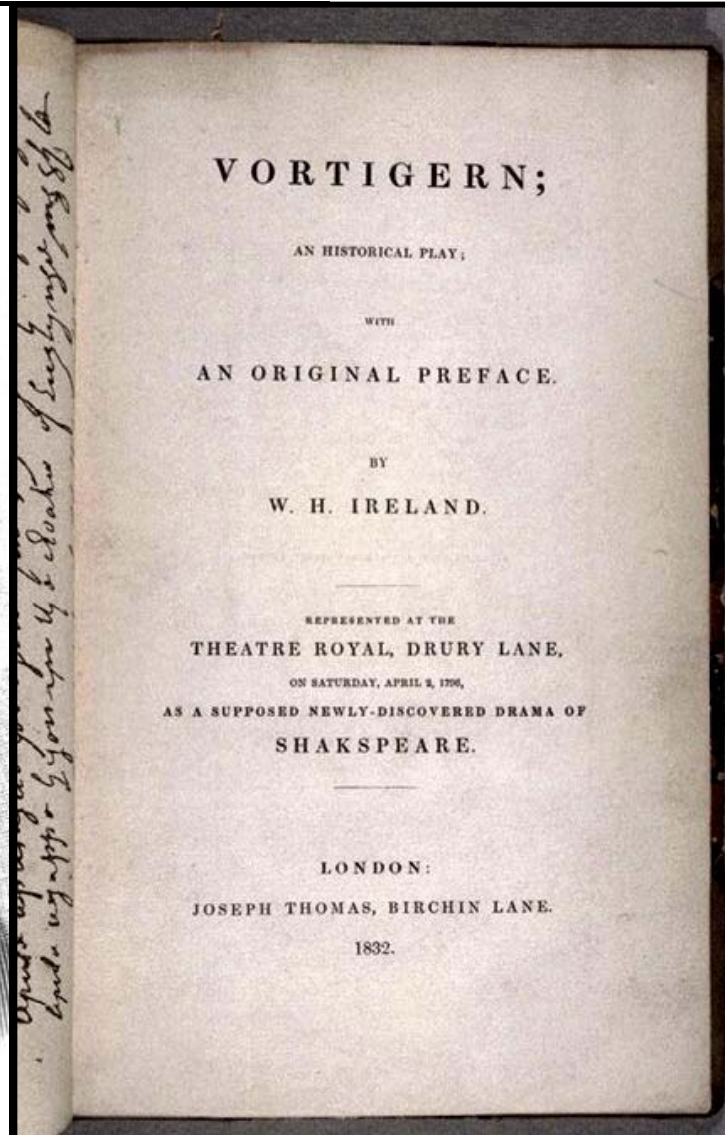 VORTIGERN;
AN HISTORICAL PLAY;
WITH
AN ORIGINAL PREFACE.
BY
W. H. IRELAND.
REPRESENTED AT THE
THEATRE ROYAL, DRURY LANE,
ON SATURDAY, APRIL 2, 1796,
AS A SUPPOSED NEWLY-DISCOVERED DRAMA OF
SHAKSPEARE.
LONDON:
JOSEPH THOMAS, BIRCHIN LANE.
1832.